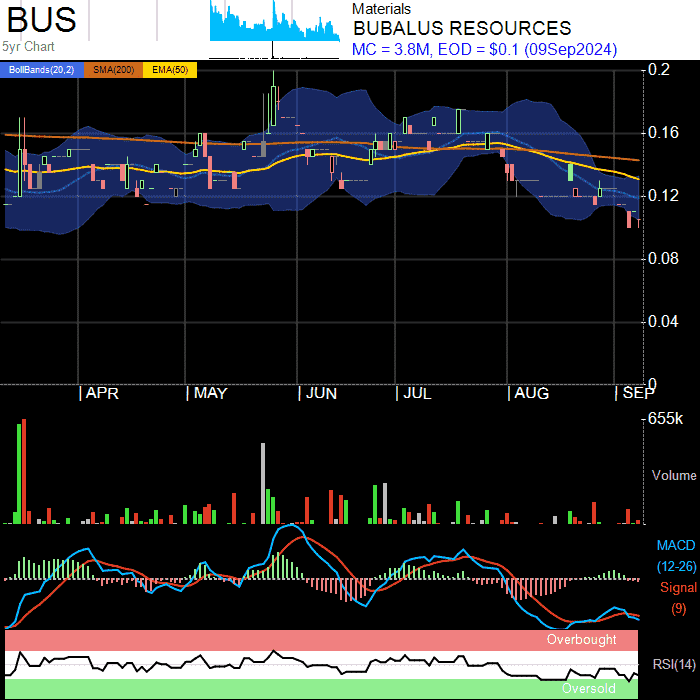 BUS
5yr Chart
Materials
BUBALUS RESOURCES
MC = 3.8M, EOD = $0.1 (09Sep2024)
BollBands(20,2) SMA(200) EMA(50)
0.2
0.16
0.12
0.08
0.04
0
APR MAY JUN JUL AUG SEP
655k
Volume
MACD
(12-26)
Signal
(9)
Overbought
RSI(14)
Oversold